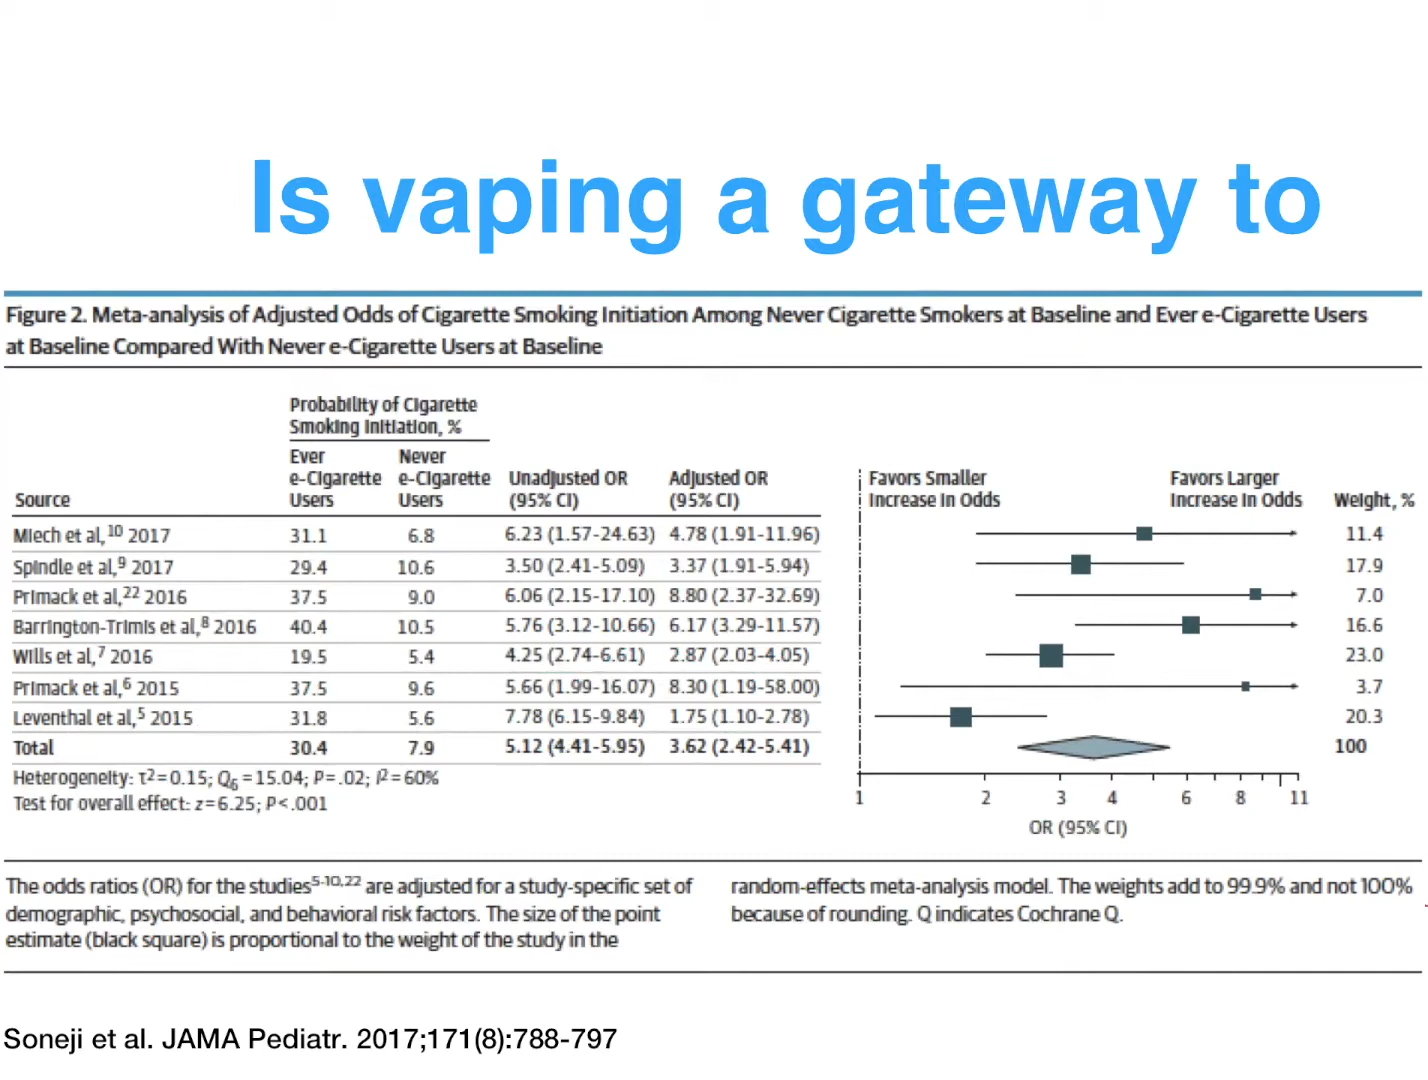 Is vaping a gateway to
Figure 2. Meta-analysis of Adjusted Odds of Cigarette Smoking Initiation Among Never Cigarette Smokers at Baseline and Ever e-Cigarette Users
at Baseline Compared With Never e-Cigarette Users at Baseline
Probability of Cigarette
Smoking Initiation, %
Source
Ever
e-Cigarette
Users
Never
e-Cigarette
Users
Unadjusted OR
(95% CI)
Adjusted OR
(95% CI)
Favors Smaller
Increase in Odds
Favors Larger
Increase in Odds
Weight, %
Miech et al,10 2017 31.1 6.8 6.23 (1.57-24.63) 4.78 (1.91-11.96) 11.4
Spindle et al,9 2017 29.4 10.6 3.50 (2.41-5.09) 3.37 (1.91-5.94) 17.9
Primack et al,22 2016 37.5 9.0 6.06 (2.15-17.10) 8.80 (2.37-32.69) 7.0
Barrington-Trimis et al,8 2016 40.4 10.5 5.76 (3.12-10.66) 6.17 (3.29-11.57) 16.6
Wills et al,7 2016 19.5 5.4 4.25 (2.74-6.61) 2.87 (2.03-4.05) 23.0
Primack et al,6 2015 37.5 9.6 5.66 (1.99-16.07) 8.30 (1.19-58.00) 3.7
Leventhal et al,5 2015 31.8 5.6 7.78 (6.15-9.84) 1.75 (1.10-2.78) 20.3
Total 30.4 7.9 5.12 (4.41-5.95) 3.62 (2.42-5.41) 100
Heterogeneity: τ2=0.15; Q6=15.04; P=.02; I2=60%
Test for overall effect: z=6.25; P<.001
1 2 3 4 6 8 11
OR (95% CI)
The odds ratios (OR) for the studies5-10,22 are adjusted for a study-specific set of
demographic, psychosocial, and behavioral risk factors. The size of the point
estimate (black square) is proportional to the weight of the study in the
random-effects meta-analysis model. The weights add to 99.9% and not 100%
because of rounding. Q indicates Cochrane Q.
Soneji et al. JAMA Pediatr. 2017;171(8):788-797